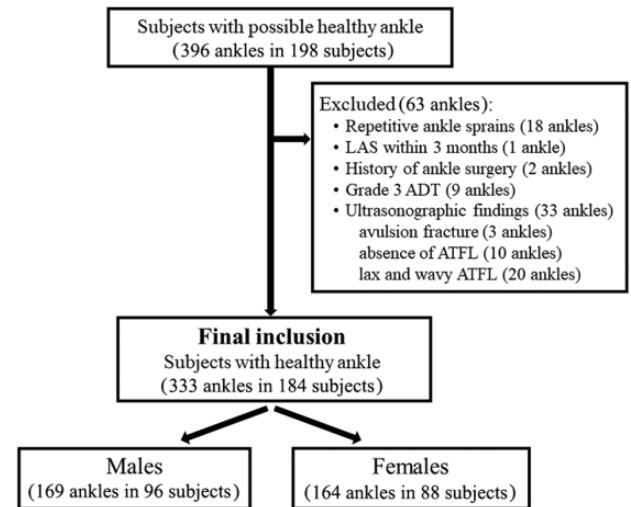 Subjects with possible healthy ankle
(396 ankles in 198 subjects)
Excluded (63 ankles):
• Repetitive ankle sprains (18 ankles)
• LAS within 3 months (1 ankle)
• History of ankle surgery (2 ankles)
• Grade 3 ADT (9 ankles)
• Ultrasonographic findings (33 ankles)
avulsion fracture (3 ankles)
absence of ATFL (10 ankles)
lax and wavy ATFL (20 ankles)
Final inclusion
Subjects with healthy ankle
(333 ankles in 184 subjects)
Males
(169 ankles in 96 subjects)
Females
(164 ankles in 88 subjects)